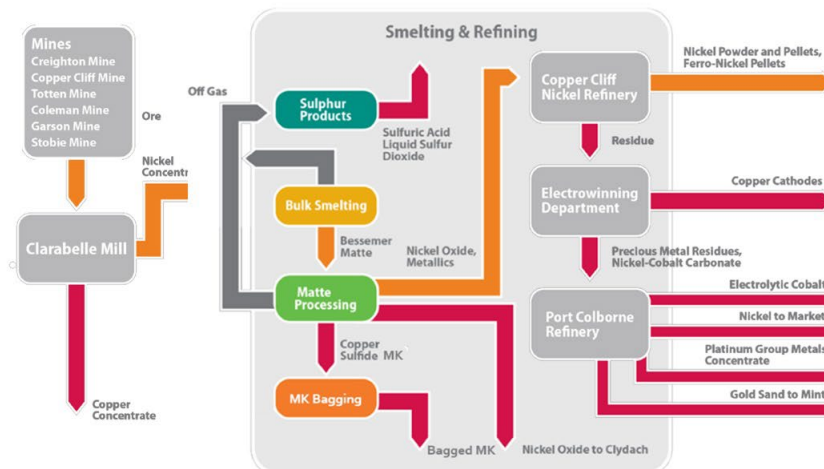 Mines
Creighton Mine
Copper Cliff Mine
Totten Mine
Coleman Mine
Garson Mine
Stobie Mine
Ore
Nickel
Concentr
Clarabelle Mill
Copper
Concentrate
Smelting & Refining
Off Gas
Sulphur
Products
Sulfuric Acid
Liquid Sulfur
Dioxide
Bulk Smelting
Bessemer
Matte
Matte
Processing
Nickel Oxide,
Metallics
Copper
Sulfide MK
MK Bagging
Bagged MK
Nickel Oxide to Clydach
Copper Cliff
Nickel Refinery
Nickel Powder and Pellets,
Ferro-Nickel Pellets
Residue
Electrowinning
Department
Copper Cathodes
Precious Metal Residues,
Nickel-Cobalt Carbonate
Port Colborne
Refinery
Electrolytic Cobalt
Nickel to Market
Platinum Group Metals
Concentrate
Gold Sand to Mint